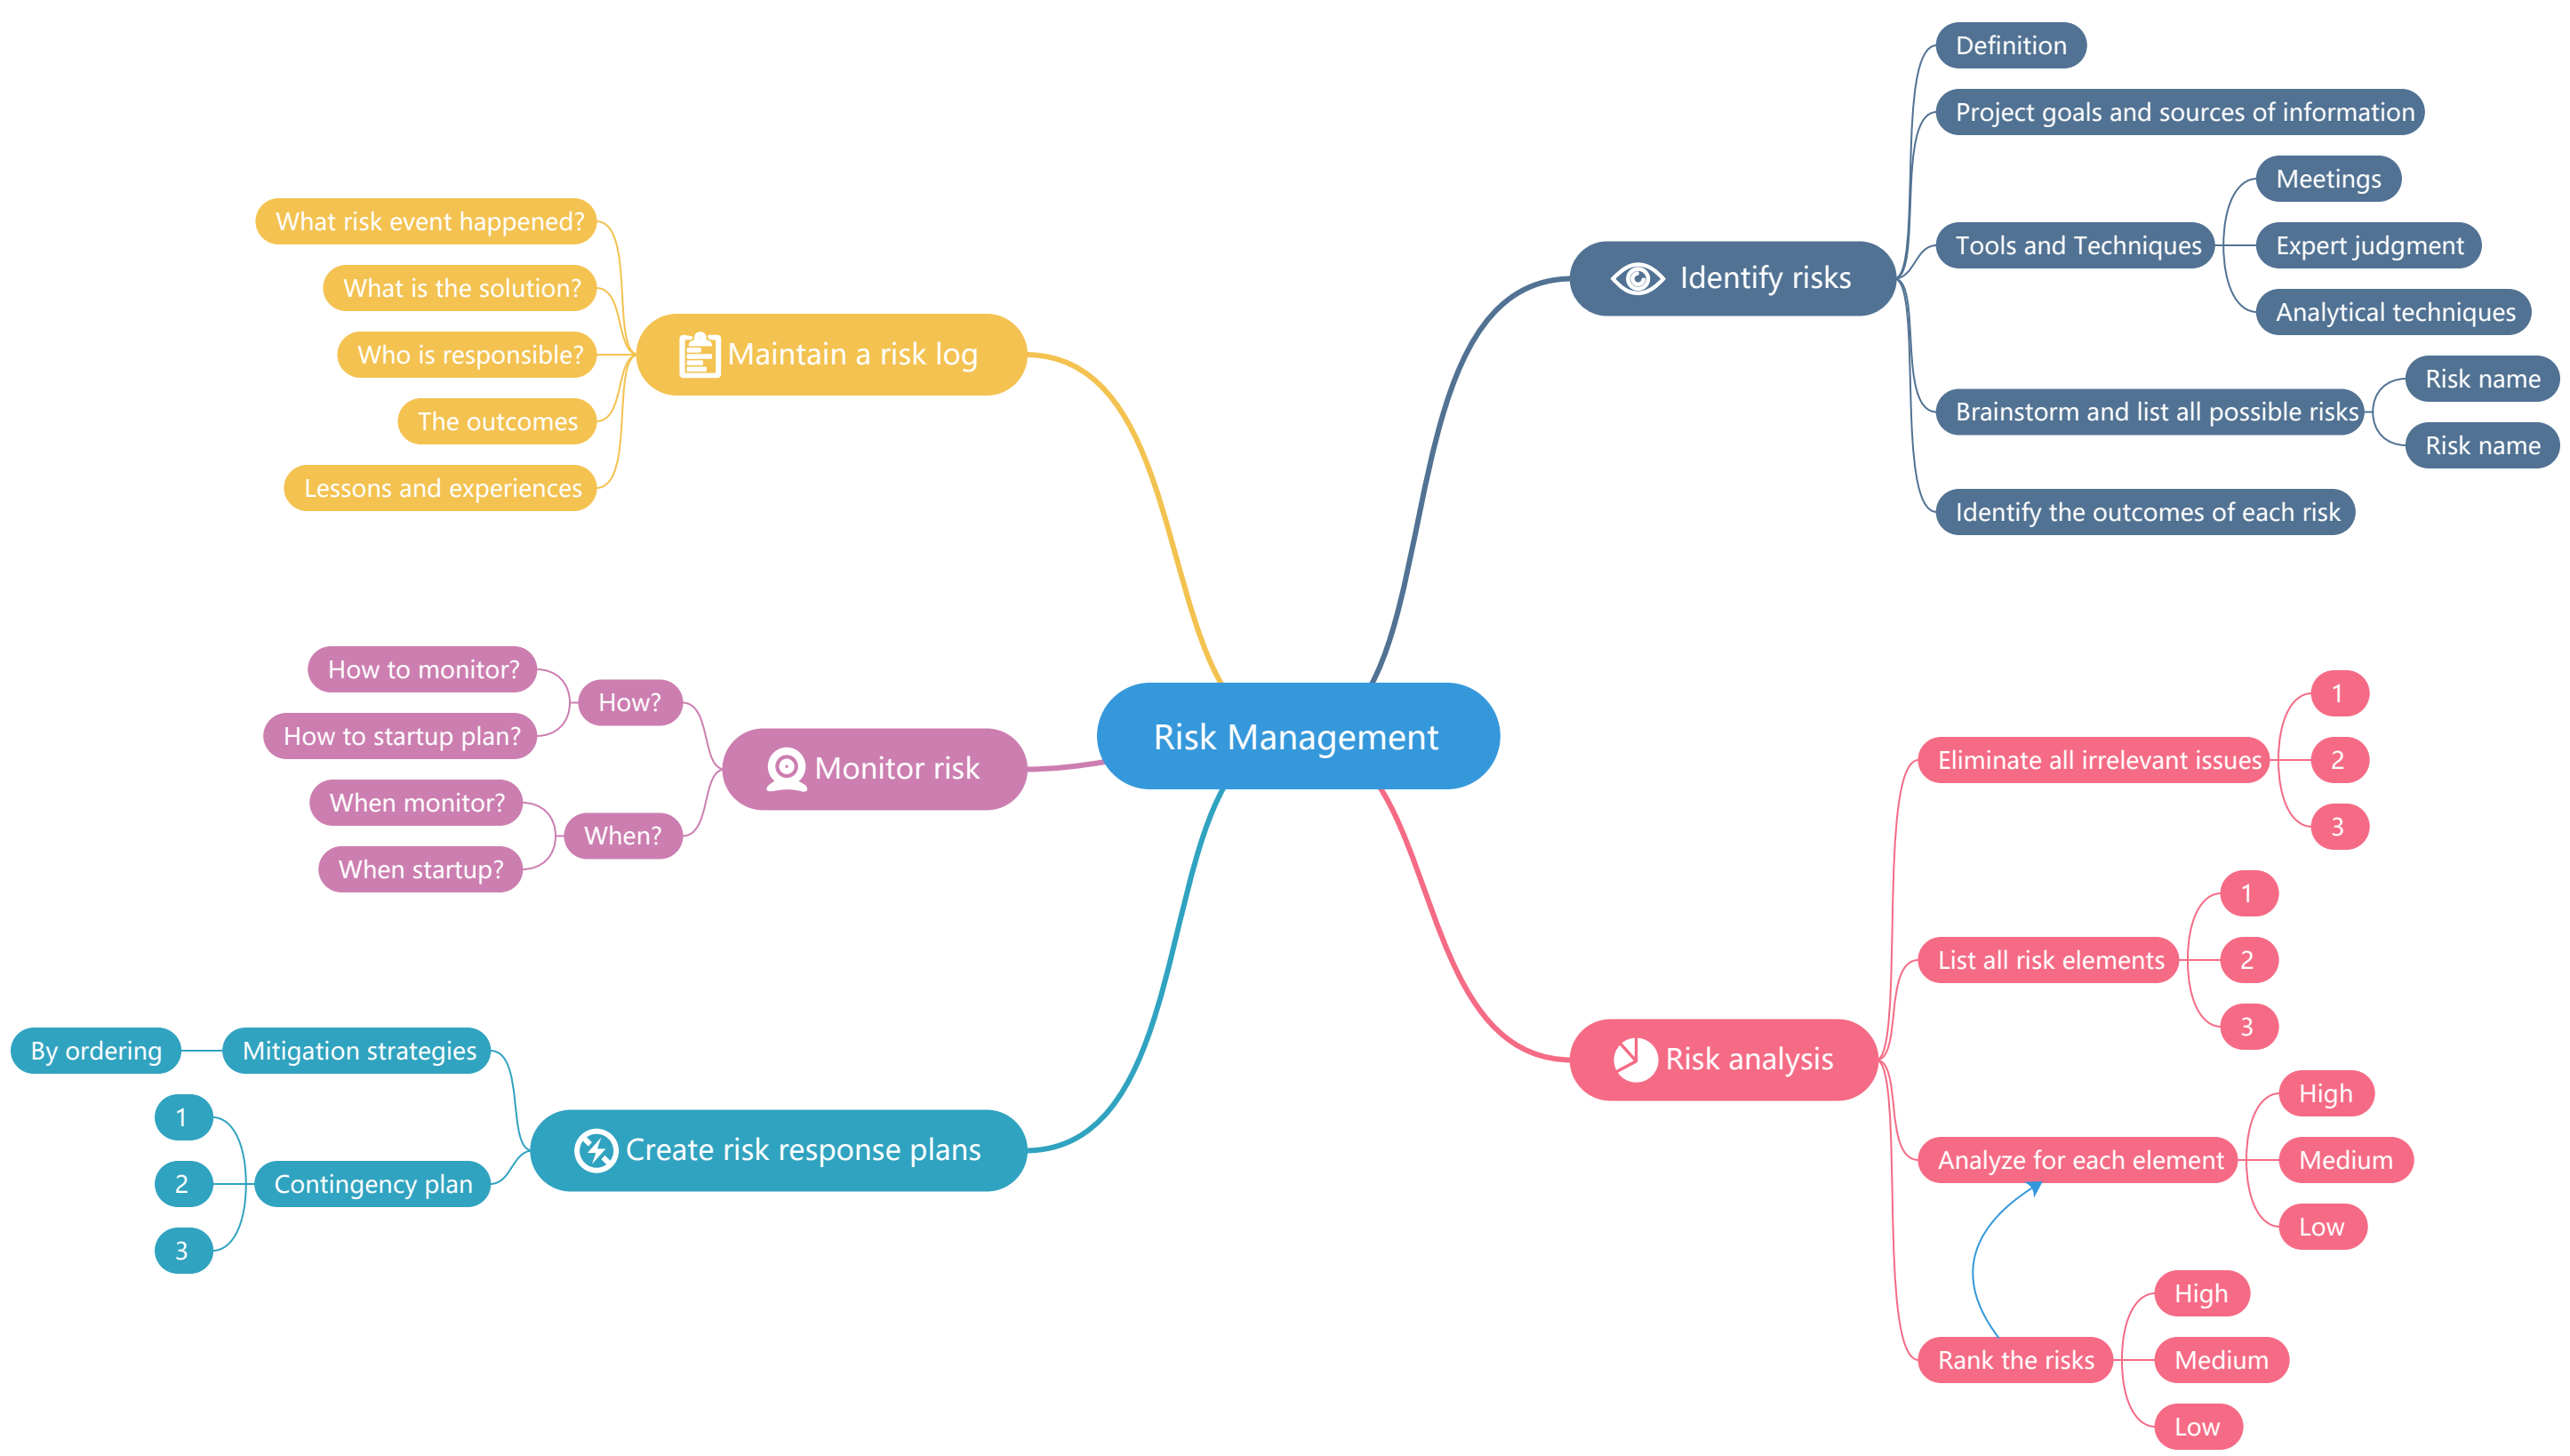 Risk Management
Identify risks
Definition
Project goals and sources of information
Tools and Techniques
Meetings
Expert judgment
Analytical techniques
Brainstorm and list all possible risks
Risk name
Risk name
Identify the outcomes of each risk
Risk analysis
Eliminate all irrelevant issues
1
2
3
List all risk elements
1
2
3
Analyze for each element
High
Medium
Low
Rank the risks
High
Medium
Low
Maintain a risk log
What risk event happened?
What is the solution?
Who is responsible?
The outcomes
Lessons and experiences
Monitor risk
How?
How to monitor?
How to startup plan?
When?
When monitor?
When startup?
Create risk response plans
Mitigation strategies
By ordering
Contingency plan
1
2
3